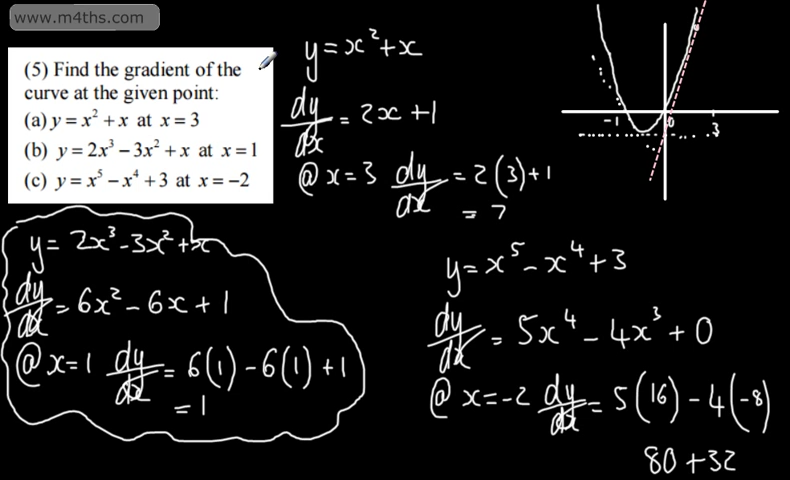 www.m4ths.com
(5) Find the gradient of the
curve at the given point:
(a) y = x² + x at x = 3
(b) y = 2x³ − 3x² + x at x = 1
(c) y = x⁵ − x⁴ + 3 at x = −2
y = x² + x
dy/dx = 2x + 1
@ x = 3 dy/dx = 2(3) + 1
= 7
-1 0 3
y = 2x³ - 3x² + x
dy/dx = 6x² - 6x + 1
@ x = 1 dy/dx = 6(1) - 6(1) + 1
= 1
y = x⁵ - x⁴ + 3
dy/dx = 5x⁴ - 4x³ + 0
@ x = -2 dy/dx = 5(16) - 4(-8)
80 + 32